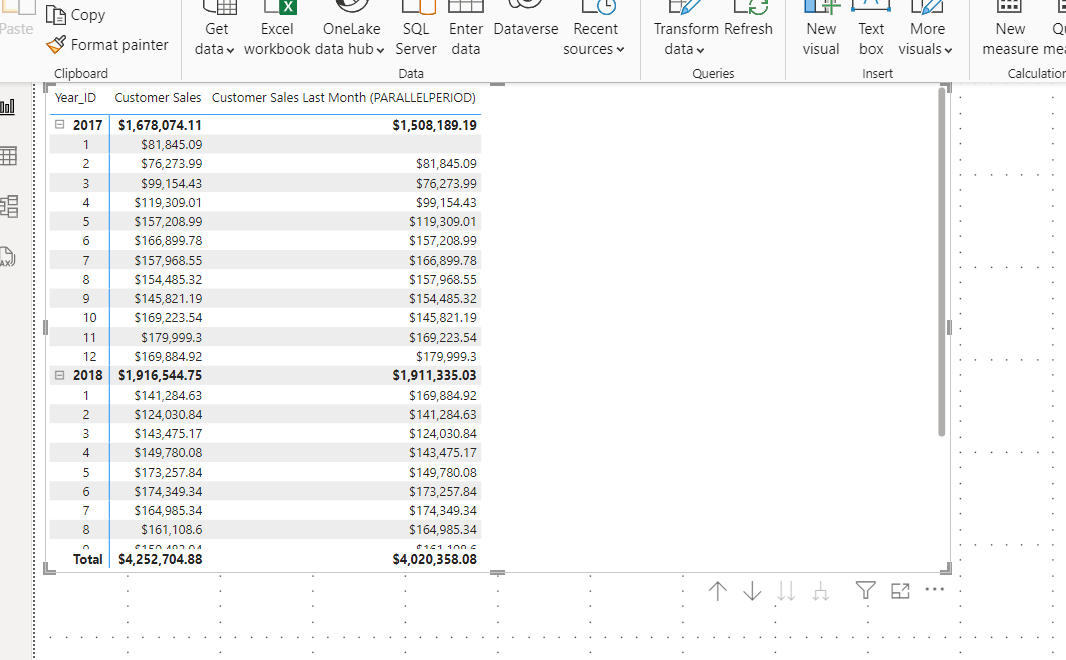 Paste
Copy
Format painter
Clipboard
Get data
Excel workbook
OneLake data hub
SQL Server
Enter data
Dataverse
Recent sources
Data
Transform data
Refresh
Queries
New visual
Text box
More visuals
Insert
New measure
Year_ID Customer Sales Customer Sales Last Month (PARALLELPERIOD)
2017 $1,678,074.11 $1,508,189.19
1 $81,845.09
2 $76,273.99 $81,845.09
3 $99,154.43 $76,273.99
4 $119,309.01 $99,154.43
5 $157,208.99 $119,309.01
6 $166,899.78 $157,208.99
7 $157,968.55 $166,899.78
8 $154,485.32 $157,968.55
9 $145,821.19 $154,485.32
10 $169,223.54 $145,821.19
11 $179,999.3 $169,223.54
12 $169,884.92 $179,999.3
2018 $1,916,544.75 $1,911,335.03
1 $141,284.63 $169,884.92
2 $124,030.84 $141,284.63
3 $143,475.17 $124,030.84
4 $149,780.08 $143,475.17
5 $173,257.84 $149,780.08
6 $174,349.34 $173,257.84
7 $164,985.34 $174,349.34
8 $161,108.6 $164,985.34
Total $4,252,704.88 $4,020,358.08